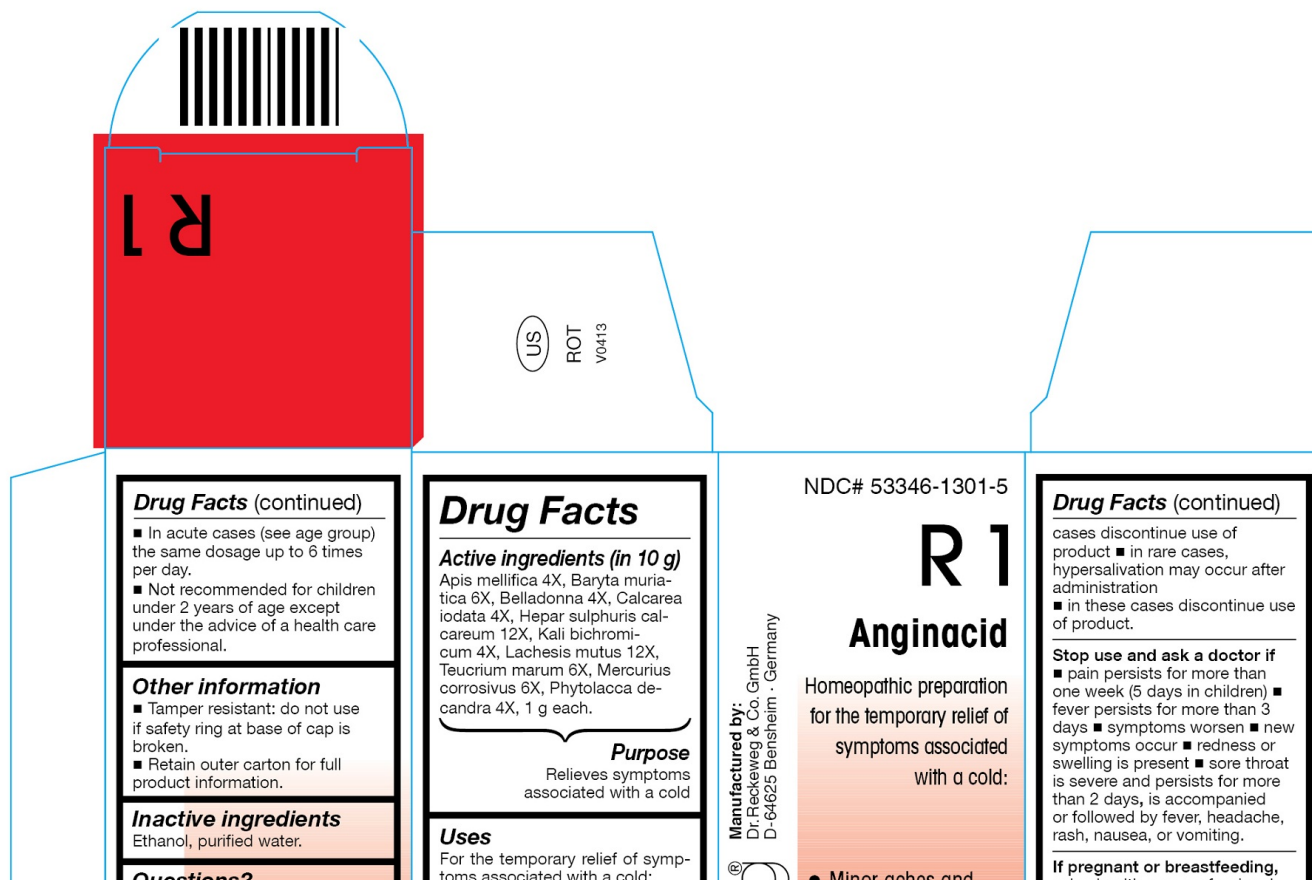 R 1
US
ROT
V0413
Drug Facts (continued)
■ In acute cases (see age group)
the same dosage up to 6 times
per day.
■ Not recommended for children
under 2 years of age except
under the advice of a health care
professional.
Other information
■ Tamper resistant: do not use
if safety ring at base of cap is
broken.
■ Retain outer carton for full
product information.
Inactive ingredients
Ethanol, purified water.
Questions?
Drug Facts
Active ingredients (in 10 g)
Apis mellifica 4X, Baryta muria-
tica 6X, Belladonna 4X, Calcarea
iodata 4X, Hepar sulphuris cal-
careum 12X, Kali bichromi-
cum 4X, Lachesis mutus 12X,
Teucrium marum 6X, Mercurius
corrosivus 6X, Phytolacca de-
candra 4X, 1 g each.
Purpose
Relieves symptoms
associated with a cold
Uses
For the temporary relief of symp-
toms associated with a cold:
Manufactured by:
Dr.Reckeweg & Co. GmbH
D-64625 Bensheim · Germany
®
NDC# 53346-1301-5
R 1
Anginacid
Homeopathic preparation
for the temporary relief of
symptoms associated
with a cold:
● Minor aches and
Drug Facts (continued)
cases discontinue use of
product ■ in rare cases,
hypersalivation may occur after
administration
■ in these cases discontinue use
of product.
Stop use and ask a doctor if
■ pain persists for more than
one week (5 days in children) ■
fever persists for more than 3
days ■ symptoms worsen ■ new
symptoms occur ■ redness or
swelling is present ■ sore throat
is severe and persists for more
than 2 days, is accompanied
or followed by fever, headache,
rash, nausea, or vomiting.
If pregnant or breastfeeding,